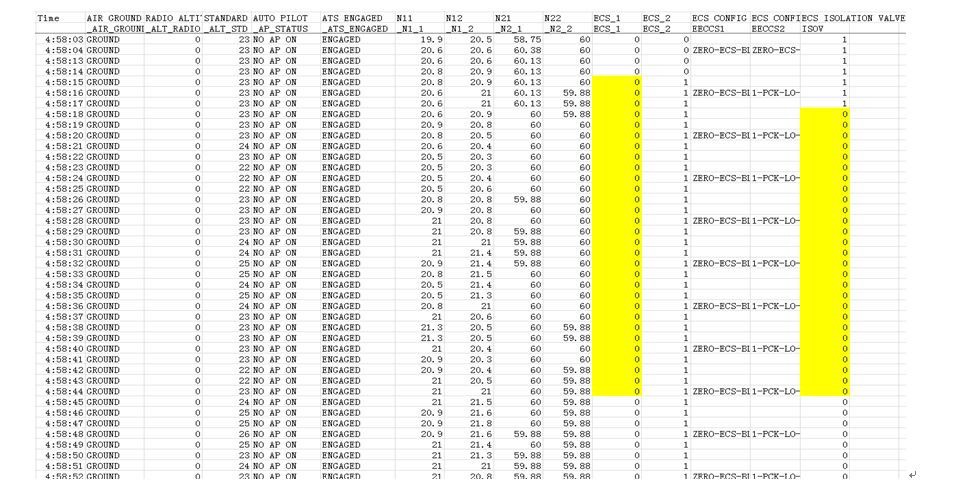 Time AIR GROUND RADIO ALTI STANDARD AUTO PILOT ATS ENGAGED N11 N12 N21 N22 ECS_1 ECS_2 ECS CONFIG ECS CONFI ECS ISOLATION VALVE
_AIR_GROUN _ALT_RADIO _ALT_STD _AP_STATUS _ATS_ENGAGED _N1_1 _N1_2 _N2_1 _N2_2 ECS_1 ECS_2 EECCS1 EECCS2 ISOV
4:58:03 GROUND 0 23 NO AP ON ENGAGED 19.9 20.5 58.75 60 0 0 1
4:58:04 GROUND 0 23 NO AP ON ENGAGED 20.6 20.6 60.38 60 0 0 ZERO-ECS-BI ZERO-ECS- 1
4:58:13 GROUND 0 23 NO AP ON ENGAGED 20.6 20.6 60.13 60 0 0 1
4:58:14 GROUND 0 23 NO AP ON ENGAGED 20.8 20.9 60.13 60 0 0 1
4:58:15 GROUND 0 23 NO AP ON ENGAGED 20.8 20.9 60.13 60 0 1 1
4:58:16 GROUND 0 23 NO AP ON ENGAGED 20.6 21 60.13 59.88 0 1 ZERO-ECS-BI 1-PCK-LO- 1
4:58:17 GROUND 0 23 NO AP ON ENGAGED 20.6 21 60.13 59.88 0 1 1
4:58:18 GROUND 0 23 NO AP ON ENGAGED 20.6 20.9 60 59.88 0 1 0
4:58:19 GROUND 0 23 NO AP ON ENGAGED 20.9 20.8 60 60 0 1 0
4:58:20 GROUND 0 23 NO AP ON ENGAGED 20.8 20.5 60 60 0 1 ZERO-ECS-BI 1-PCK-LO- 0
4:58:21 GROUND 0 24 NO AP ON ENGAGED 20.6 20.4 60 60 0 1 0
4:58:22 GROUND 0 23 NO AP ON ENGAGED 20.5 20.3 60 60 0 1 0
4:58:23 GROUND 0 23 NO AP ON ENGAGED 20.5 20.3 60 60 0 1 0
4:58:24 GROUND 0 23 NO AP ON ENGAGED 20.5 20.4 60 60 0 1 ZERO-ECS-BI 1-PCK-LO- 0
4:58:25 GROUND 0 23 NO AP ON ENGAGED 20.5 20.6 60 60 0 1 0
4:58:26 GROUND 0 23 NO AP ON ENGAGED 20.8 20.8 59.88 60 0 1 0
4:58:27 GROUND 0 23 NO AP ON ENGAGED 20.9 20.8 60 60 0 1 0
4:58:28 GROUND 0 23 NO AP ON ENGAGED 21 20.8 60 60 0 1 ZERO-ECS-BI 1-PCK-LO- 0
4:58:29 GROUND 0 23 NO AP ON ENGAGED 21 20.8 59.88 60 0 1 0
4:58:30 GROUND 0 24 NO AP ON ENGAGED 21 21 59.88 60 0 1 0
4:58:31 GROUND 0 24 NO AP ON ENGAGED 21 21.4 59.88 60 0 1 0
4:58:32 GROUND 0 25 NO AP ON ENGAGED 20.9 21.4 59.88 60 0 1 ZERO-ECS-BI 1-PCK-LO- 0
4:58:33 GROUND 0 25 NO AP ON ENGAGED 20.8 21.5 60 60 0 1 0
4:58:34 GROUND 0 24 NO AP ON ENGAGED 20.5 21.4 60 60 0 1 0
4:58:35 GROUND 0 25 NO AP ON ENGAGED 20.5 21.3 60 60 0 1 0
4:58:36 GROUND 0 24 NO AP ON ENGAGED 20.8 21 60 60 0 1 ZERO-ECS-BI 1-PCK-LO- 0
4:58:37 GROUND 0 23 NO AP ON ENGAGED 21 20.6 60 60 0 1 0
4:58:38 GROUND 0 23 NO AP ON ENGAGED 21.3 20.5 60 59.88 0 1 0
4:58:39 GROUND 0 23 NO AP ON ENGAGED 21.3 20.5 60 59.88 0 1 0
4:58:40 GROUND 0 23 NO AP ON ENGAGED 21 20.4 60 60 0 1 ZERO-ECS-BI 1-PCK-LO- 0
4:58:41 GROUND 0 23 NO AP ON ENGAGED 20.9 20.3 60 60 0 1 0
4:58:42 GROUND 0 23 NO AP ON ENGAGED 20.9 20.4 60 59.88 0 1 0
4:58:43 GROUND 0 23 NO AP ON ENGAGED 21 20.5 60 59.88 0 1 0
4:58:44 GROUND 0 23 NO AP ON ENGAGED 21 21 60 59.88 0 1 ZERO-ECS-BI 1-PCK-LO- 0
4:58:45 GROUND 0 24 NO AP ON ENGAGED 21 21.5 60 59.88 0 1 0
4:58:46 GROUND 0 25 NO AP ON ENGAGED 20.9 21.6 60 59.88 0 1 0
4:58:47 GROUND 0 25 NO AP ON ENGAGED 20.9 21.8 60 59.88 0 1 0
4:58:48 GROUND 0 26 NO AP ON ENGAGED 20.9 21.6 59.88 59.88 0 1 ZERO-ECS-BI 1-PCK-LO- 0
4:58:49 GROUND 0 25 NO AP ON ENGAGED 21 21.4 60 59.88 0 1 0
4:58:50 GROUND 0 23 NO AP ON ENGAGED 21 21.3 59.88 59.88 0 1 0
4:58:51 GROUND 0 24 NO AP ON ENGAGED 21 21 59.88 59.88 0 1 0
4:58:52 GROUND 0 23 NO AP ON ENGAGED 21 20.8 59.88 59.88 0 1 ZERO-ECS-BI 1-PCK-LO- 0